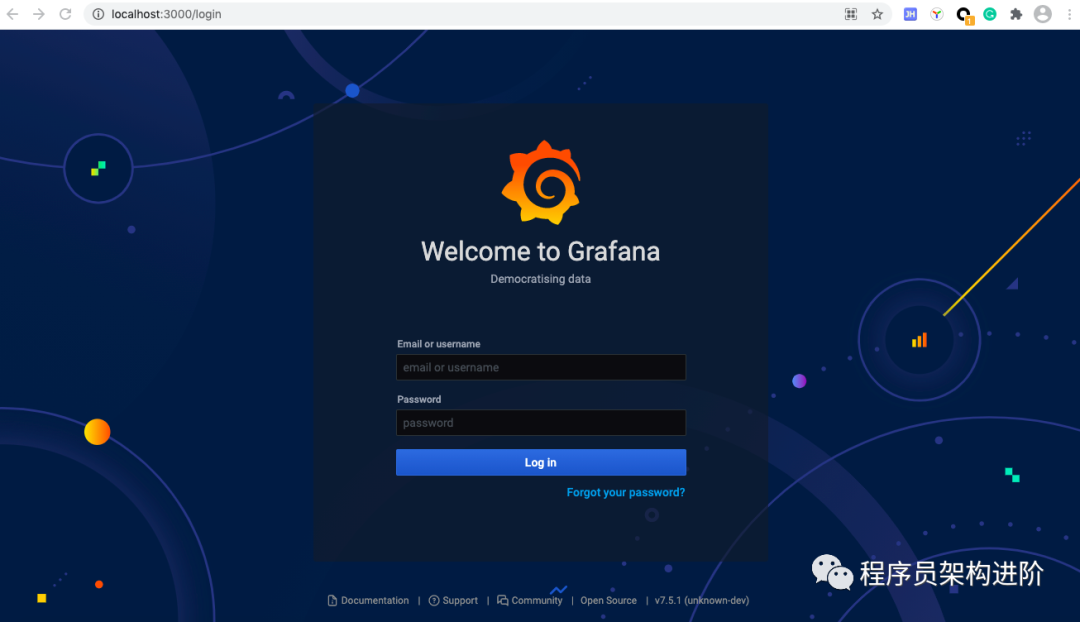 localhost:3000/login
JH
1
Welcome to Grafana
Democratising data
Email or username
email or username
Password
password
Log in
Forgot your password?
Documentation | Support | Community | Open Source | v7.5.1 (unknown-dev)
程序员架构进阶